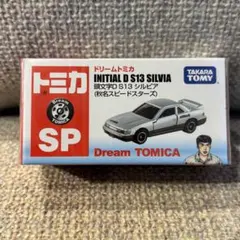 トミカ
SP
ドリームトミカ
INITIAL D S13 SILVIA
頭文字D S13 シルビア
(秋名スピードスターズ)
TAKARA
TOMY
Dream TOMICA